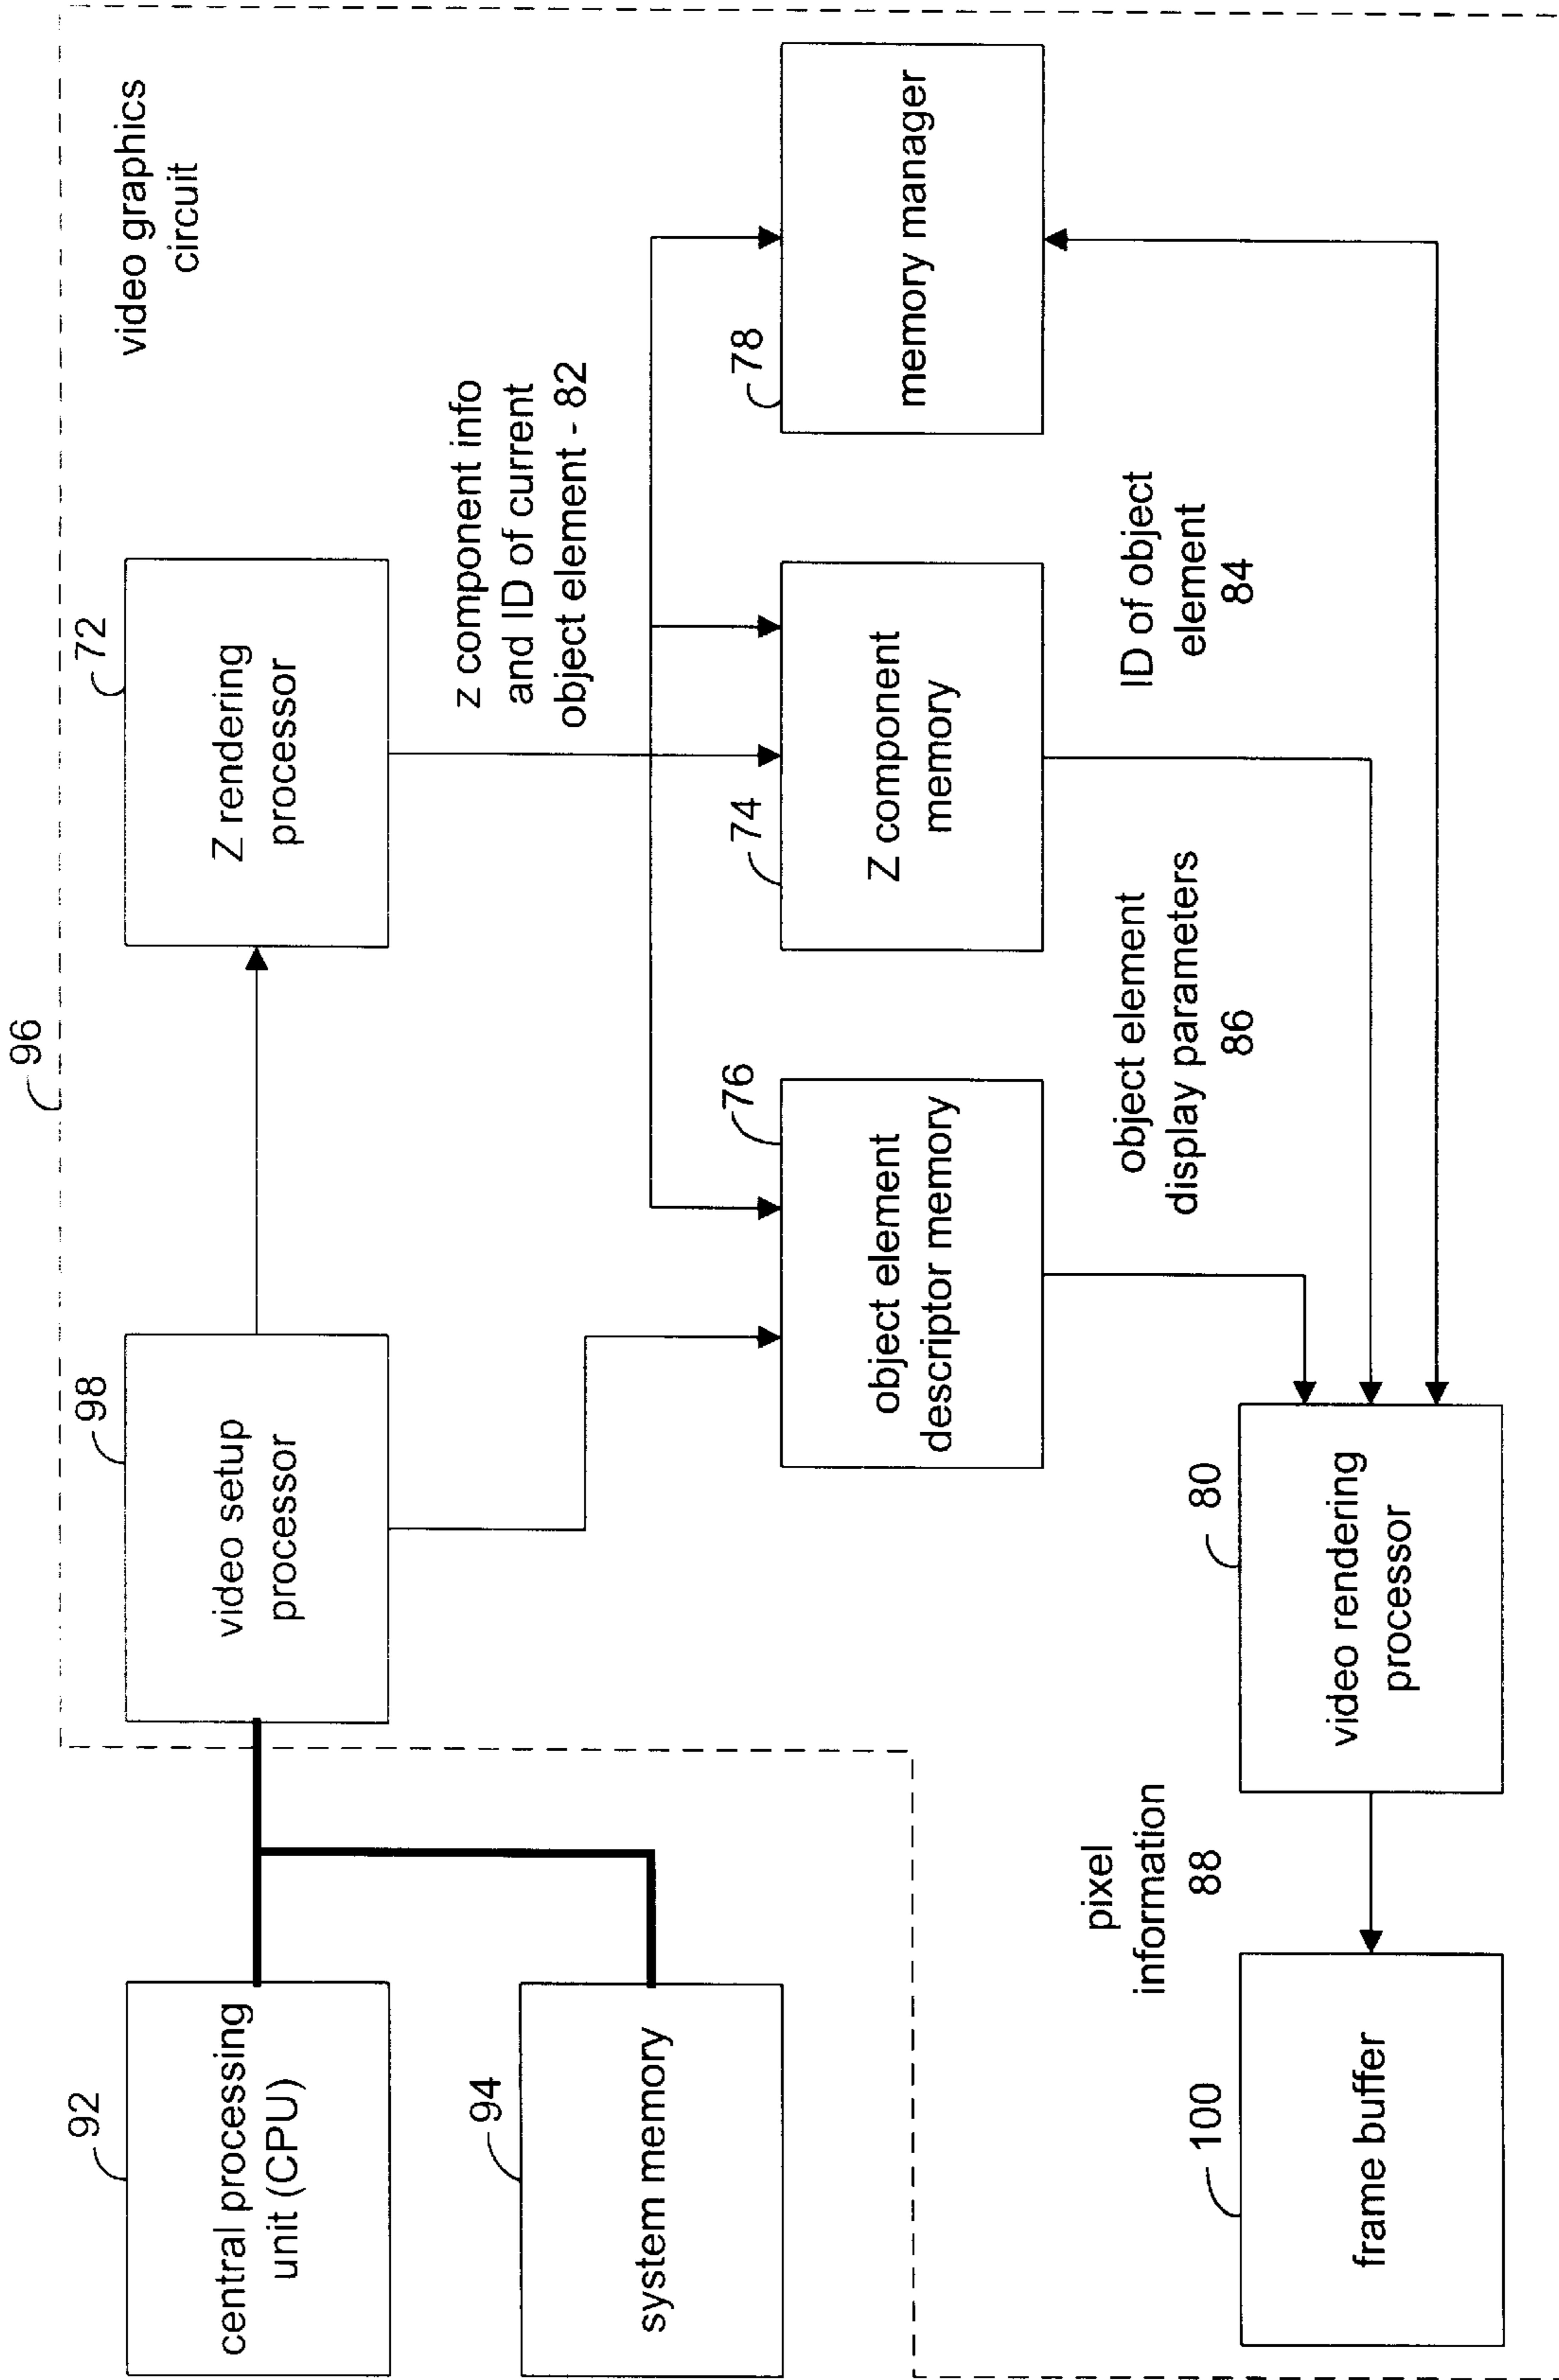 96
video graphics
circuit
92
central processing
unit (CPU)
98
video setup
processor
72
Z rendering
processor
z component info
and ID of current
object element - 82
94
system memory
76
object element
descriptor memory
74
Z component
memory
78
memory manager
pixel
information
88
object element
display parameters
86
ID of object
element
84
100
frame buffer
80
video rendering
processor